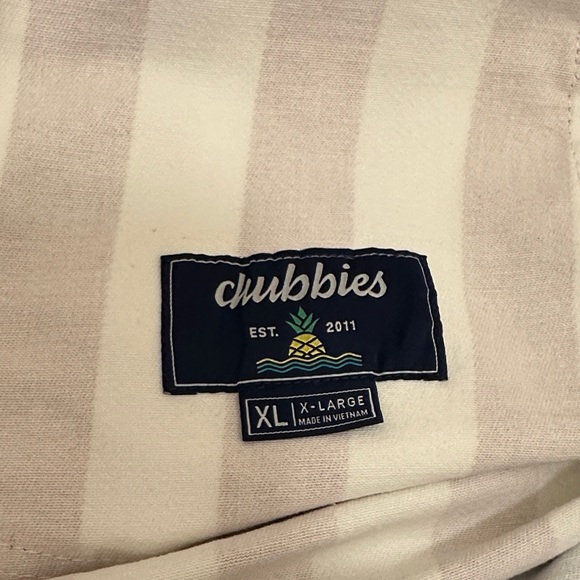 chubbies
EST. 2011
XL X-LARGE
MADE IN VIETNAM